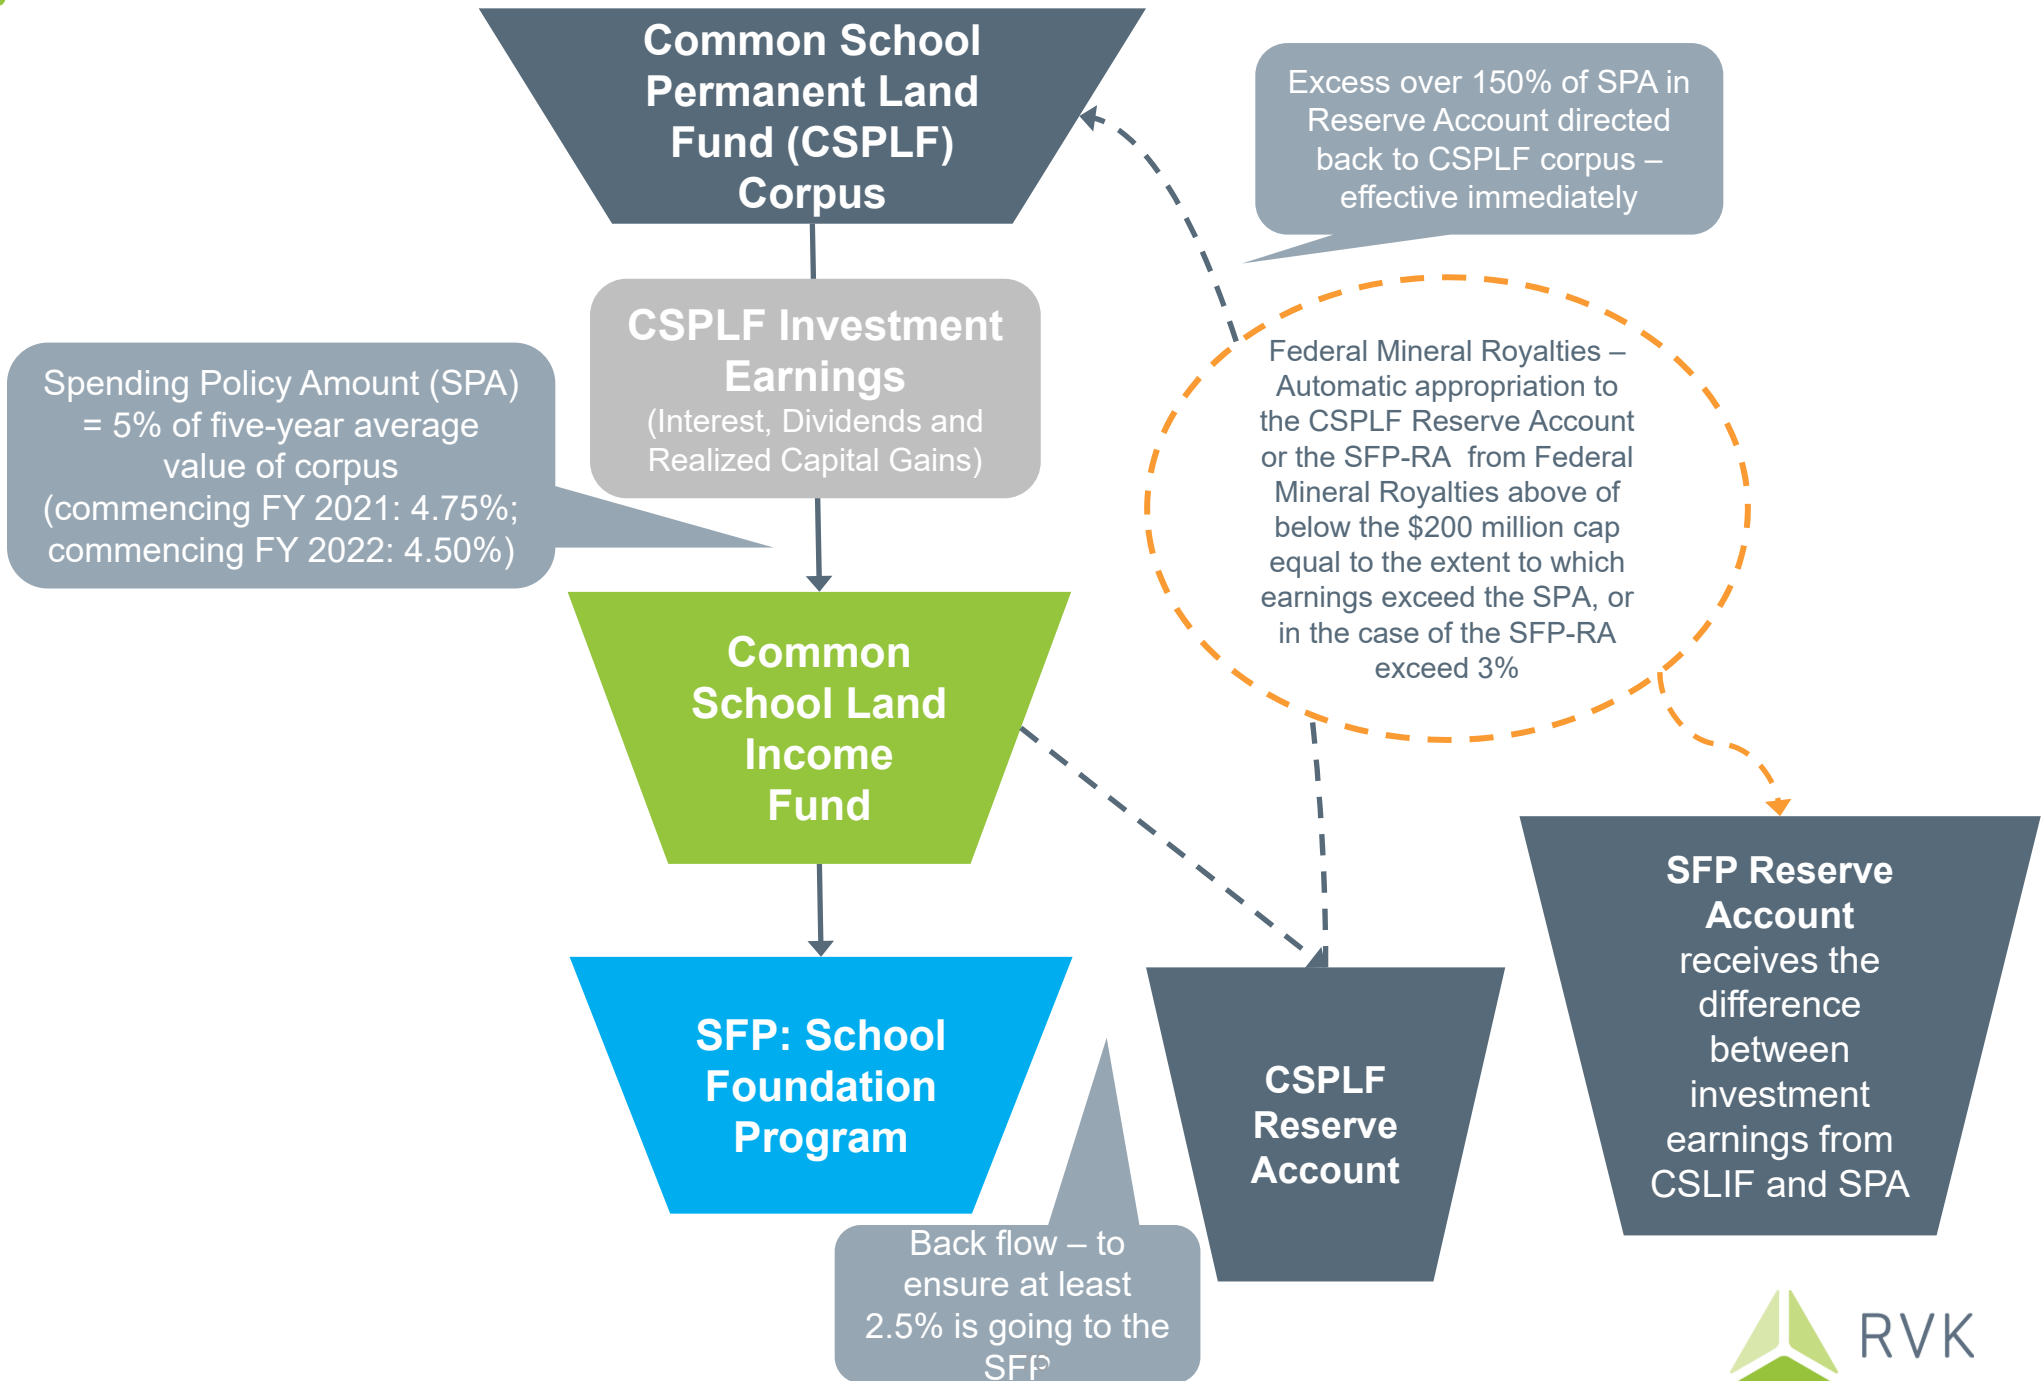 Common School
Permanent Land
Fund (CSPLF)
Corpus
Excess over 150% of SPA in
Reserve Account directed
back to CSPLF corpus –
effective immediately
CSPLF Investment
Earnings
(Interest, Dividends and
Realized Capital Gains)
Spending Policy Amount (SPA)
= 5% of five-year average
value of corpus
(commencing FY 2021: 4.75%;
commencing FY 2022: 4.50%)
Federal Mineral Royalties –
Automatic appropriation to
the CSPLF Reserve Account
or the SFP-RA from Federal
Mineral Royalties above of
below the $200 million cap
equal to the extent to which
earnings exceed the SPA, or
in the case of the SFP-RA
exceed 3%
Common
School Land
Income
Fund
SFP Reserve
Account
receives the
difference
between
investment
earnings from
CSLIF and SPA
SFP: School
Foundation
Program
CSPLF
Reserve
Account
Back flow – to
ensure at least
2.5% is going to the
SFP
RVK